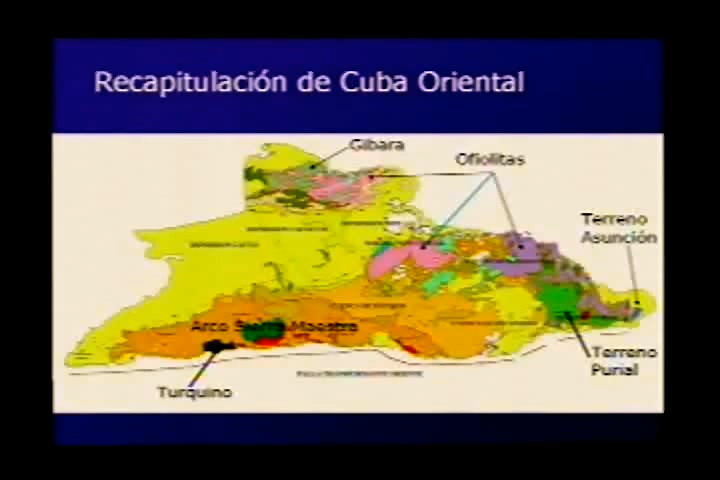 Recapitulación de Cuba Oriental
Gibara
Ofiolitas
Terreno
Asunción
Arco Sierra Maestra
Terreno
Purial
Turquino